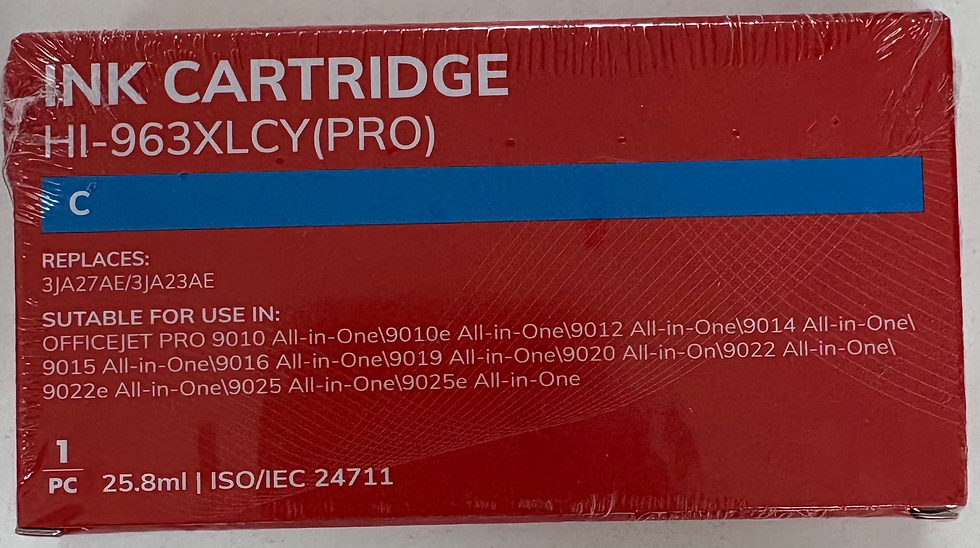 INK CARTRIDGE
HI-963XLCY(PRO)
C
REPLACES:
3JA27AE/3JA23AE
SUTABLE FOR USE IN:
OFFICEJET PRO 9010 All-in-One\9010e All-in-One\9012 All-in-One\9014 All-in-One\
9015 All-in-One\9016 All-in-One\9019 All-in-One\9020 All-in-On\9022 All-in-One\
9022e All-in-One\9025 All-in-One\9025e All-in-One
1
PC
25.8ml | ISO/IEC 24711